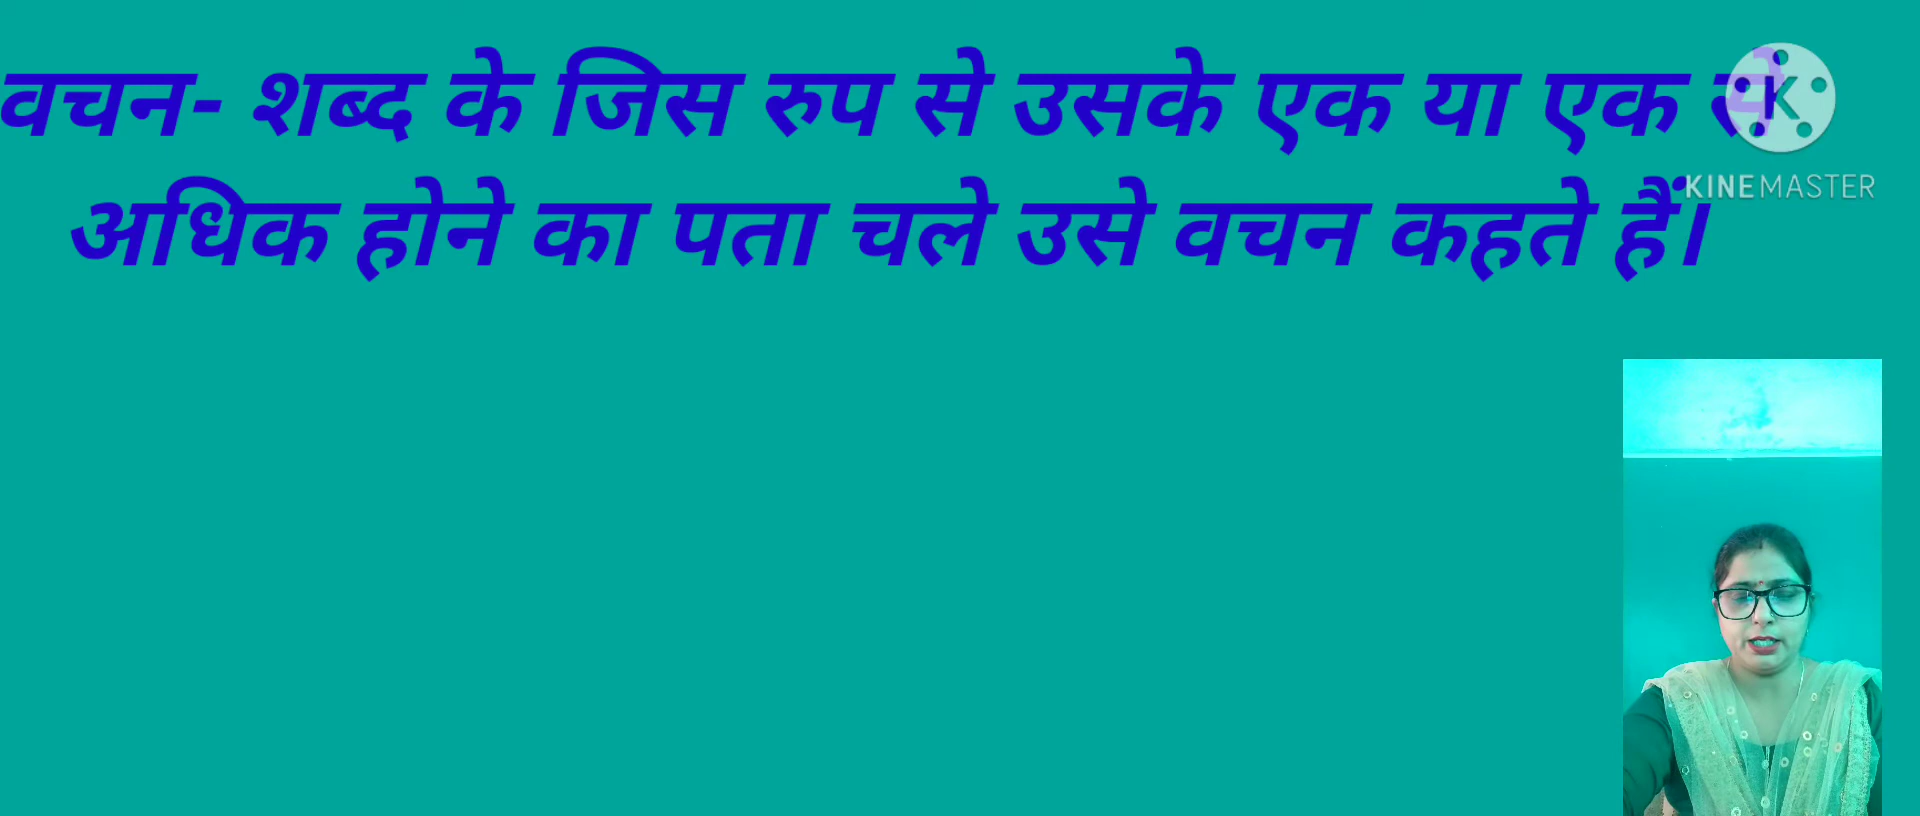 वचन- शब्द के जिस रुप से उसके एक या एक से
अधिक होने का पता चले उसे वचन कहते हैं।
K
KINEMASTER